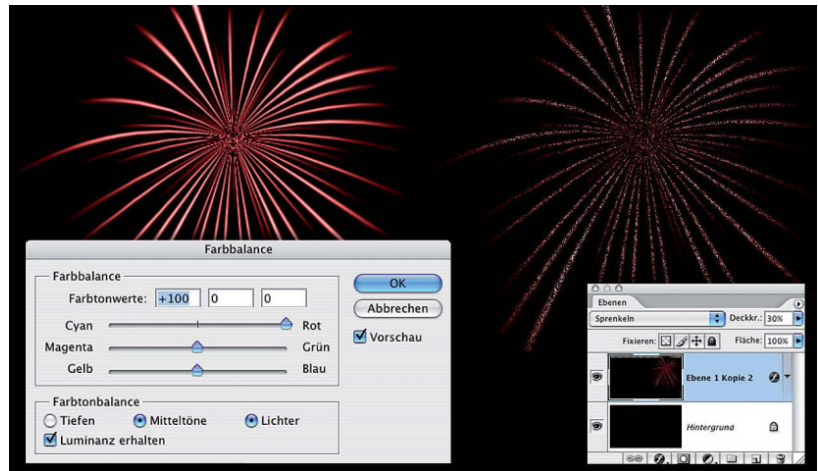 Farbbalance
Farbbalance
Farbtonwerte: +100 0 0
Cyan Rot
Magenta Grün
Gelb Blau
Farbtonbalance
Tiefen Mitteltöne Lichter
Luminanz erhalten
OK
Abbrechen
Vorschau
Ebenen
Sprenkeln Deckkr.: 30%
Fixieren: Fläche: 100%
Ebene 1 Kopie 2
Hintergrund